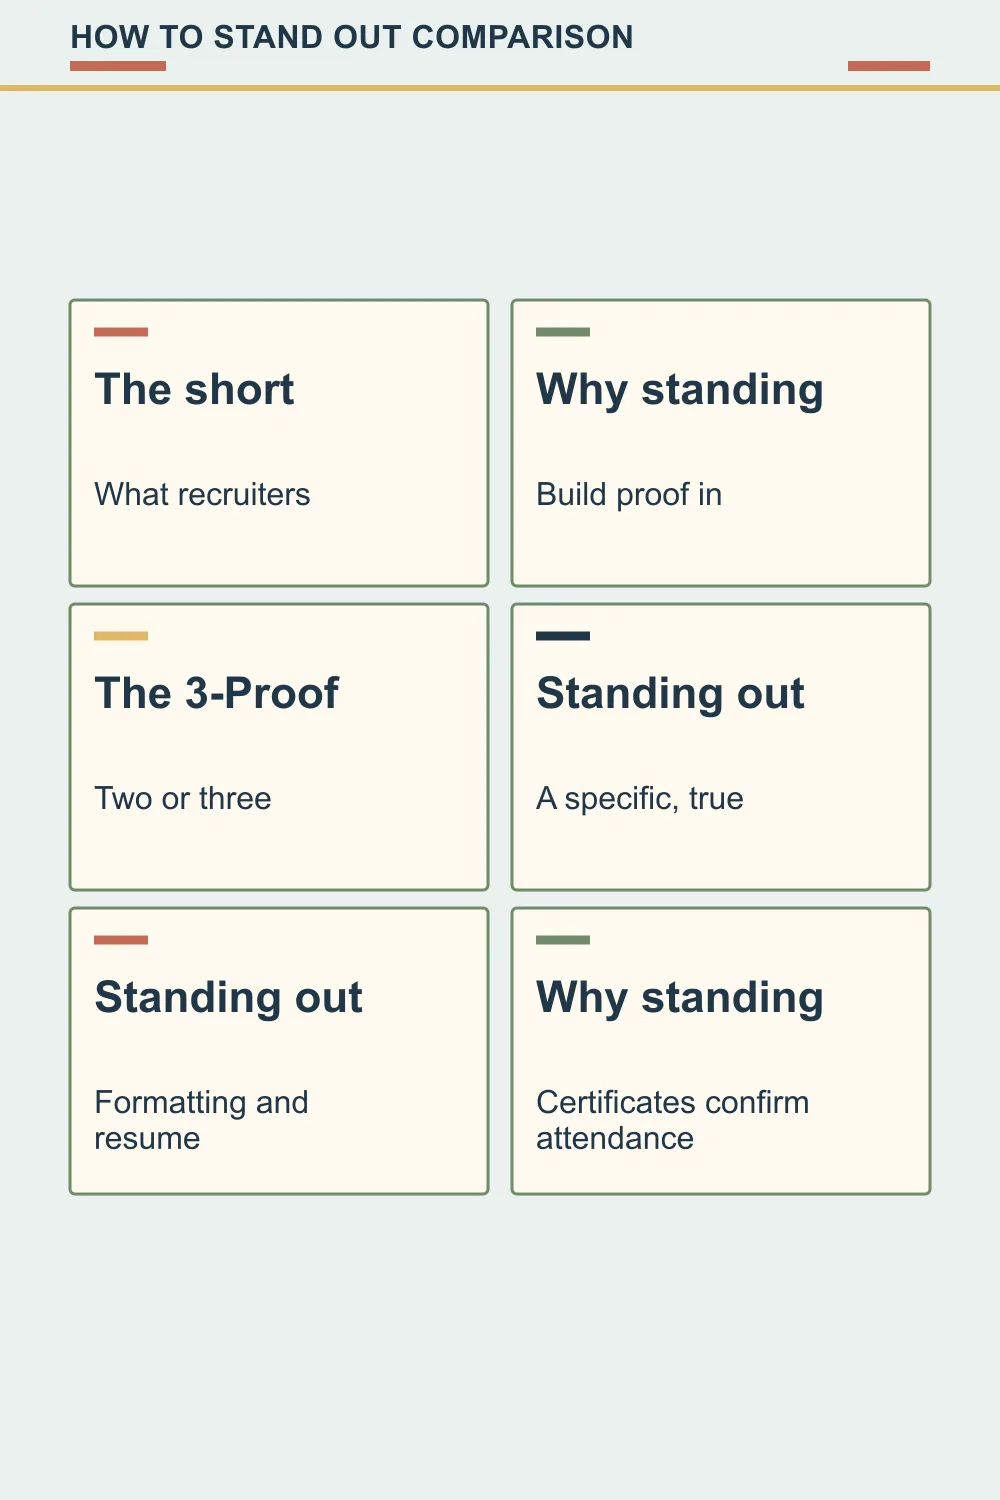 HOW TO STAND OUT COMPARISON
The short
What recruiters
Why standing
Build proof in
The 3-Proof
Two or three
Standing out
A specific, true
Standing out
Formatting and
resume
Why standing
Certificates confirm
attendance